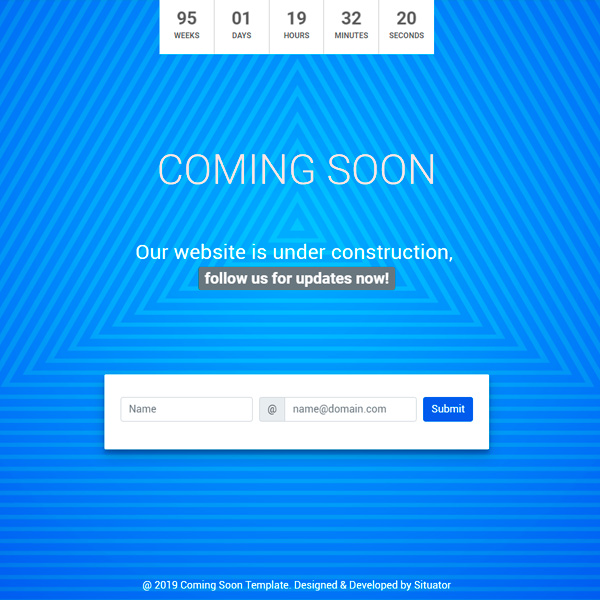 95 01 19 32 20
WEEKS DAYS HOURS MINUTES SECONDS
COMING SOON
Our website is under construction,
follow us for updates now!
Name @ name@domain.com Submit
@ 2019 Coming Soon Template. Designed & Developed by Situator